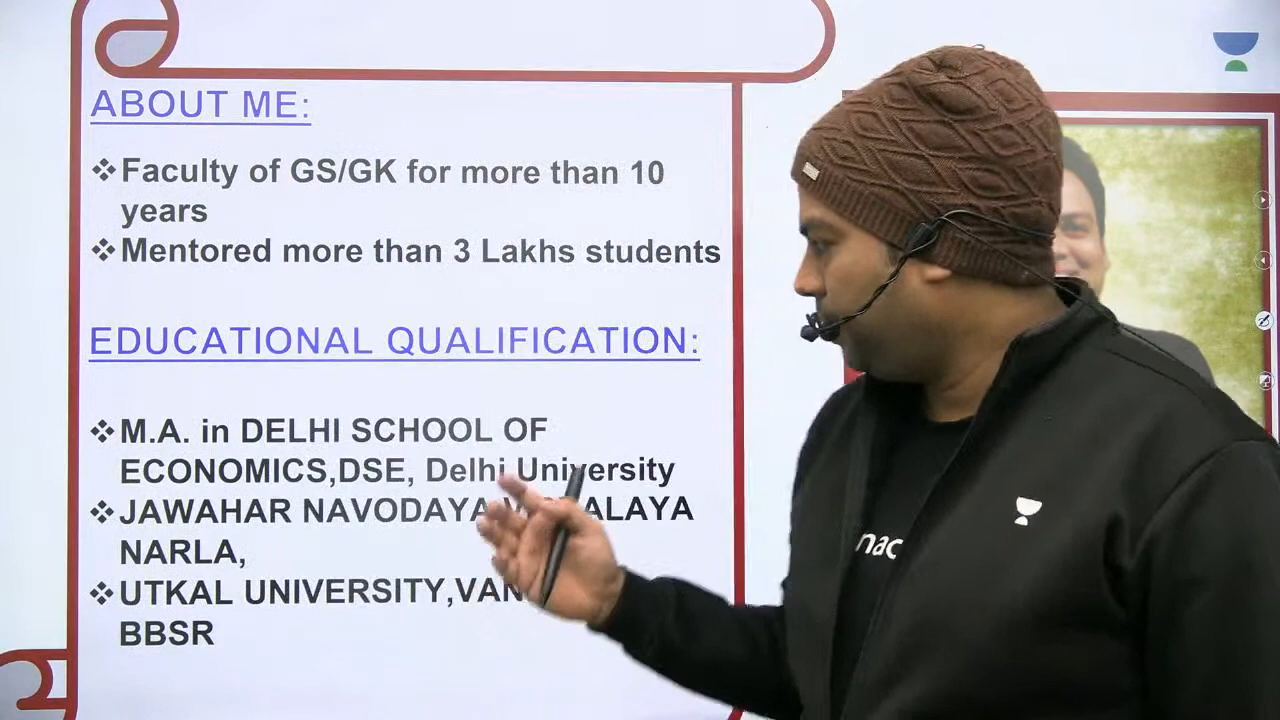 ABOUT ME:
❖Faculty of GS/GK for more than 10
years
❖Mentored more than 3 Lakhs students
EDUCATIONAL QUALIFICATION:
❖M.A. in DELHI SCHOOL OF
ECONOMICS,DSE, Delhi University
❖JAWAHAR NAVODAYA
NARLA,
❖UTKAL UNIVERSITY,
BBSR